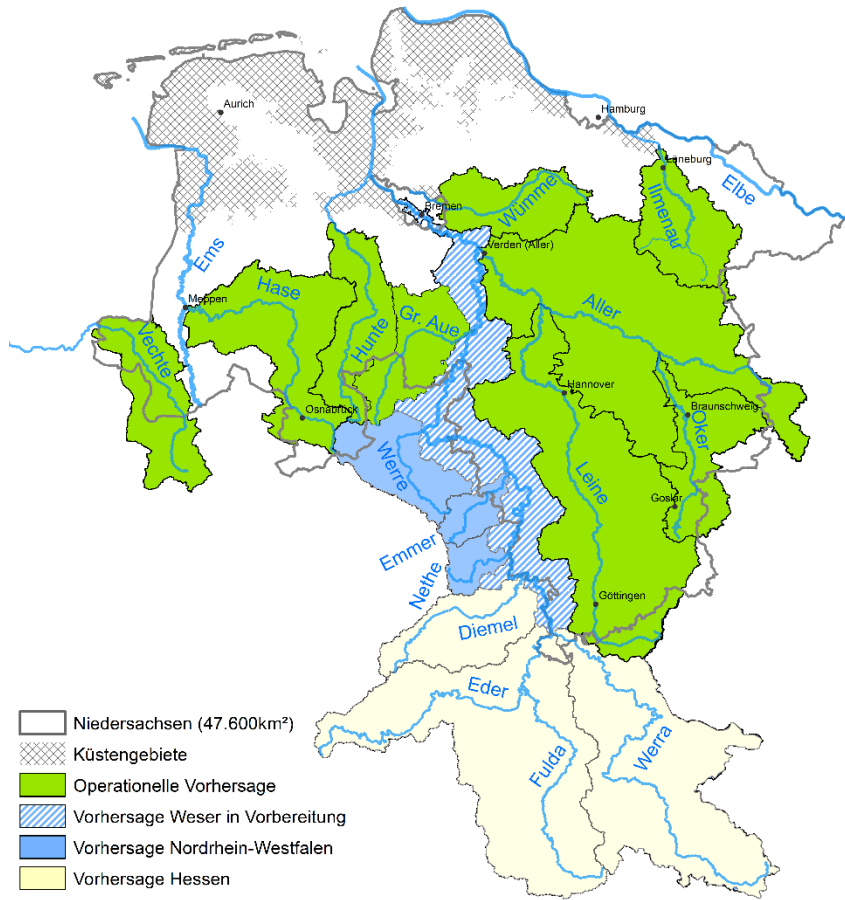 Aurich
Hamburg
Lüneburg
Elbe
Ilmenau
Wümme
Bremen
Verden (Aller)
Ems
Meppen
Hase
Hunte
Gr. Aue
Aller
Vechte
Hannover
Osnabrück
Braunschweig
Oker
Werre
Leine
Goslar
Emmer
Nethe
Göttingen
Diemel
Eder
Fulda
Werra
Niedersachsen (47.600km²)
Küstengebiete
Operationelle Vorhersage
Vorhersage Weser in Vorbereitung
Vorhersage Nordrhein-Westfalen
Vorhersage Hessen